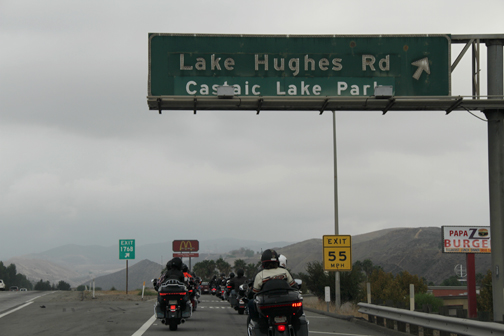 Lake Hughes Rd
Castaic Lake Park
EXIT
176B
EXIT
55
MPH
PAPA Z
BURGE